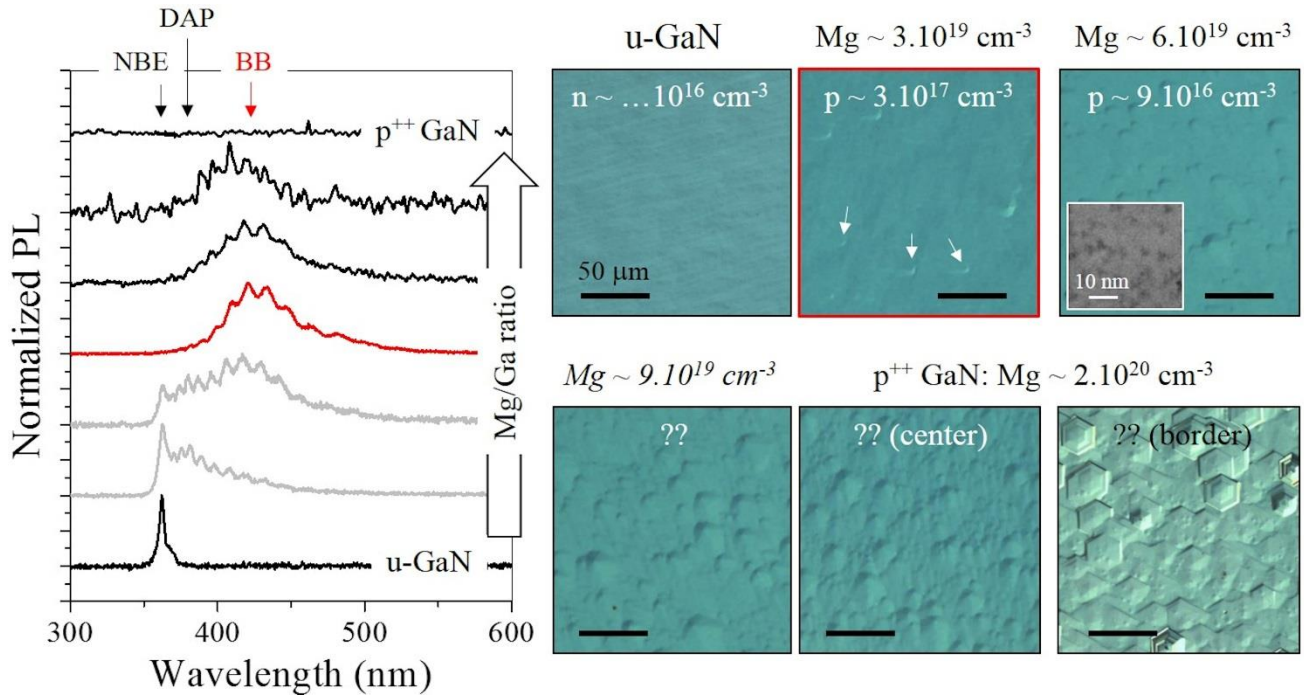 DAP
NBE
BB
p⁺⁺ GaN
Mg/Ga ratio
u-GaN
Normalized PL
300
400
500
600
Wavelength (nm)
u-GaN
n ~ …10¹⁶ cm⁻³
50 μm
Mg ~ 3.10¹⁹ cm⁻³
p ~ 3.10¹⁷ cm⁻³
Mg ~ 6.10¹⁹ cm⁻³
p ~ 9.10¹⁶ cm⁻³
10 nm
Mg ~ 9.10¹⁹ cm⁻³
??
p⁺⁺ GaN: Mg ~ 2.10²⁰ cm⁻³
?? (center)
?? (border)